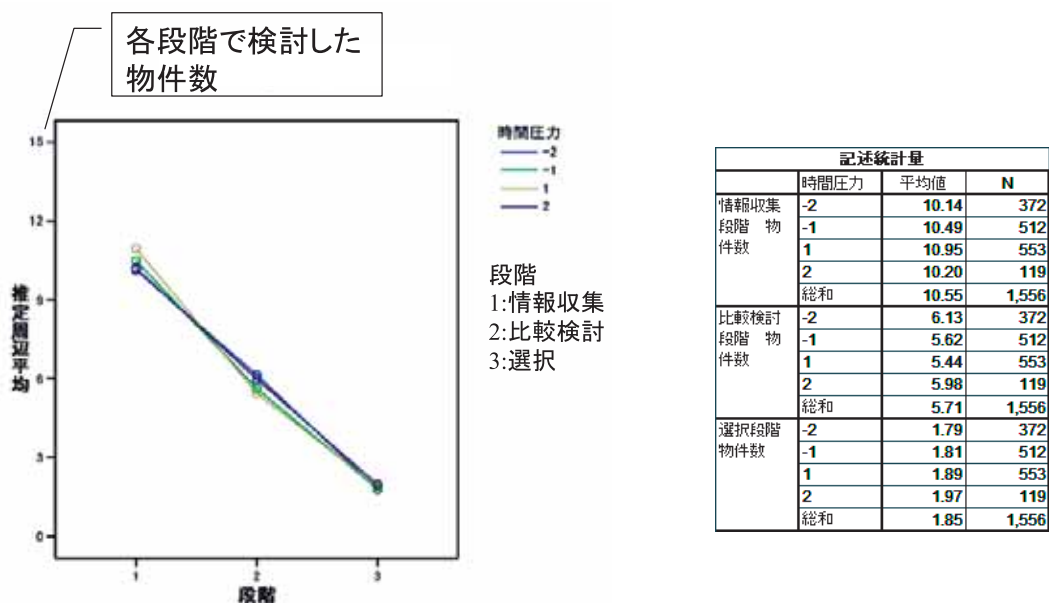 各段階で検討した
物件数
15
12
9
6
3
0
推定周辺平均
1
2
3
段階
時間圧力
-2
-1
1
2
段階
1:情報収集
2:比較検討
3:選択
記述統計量
時間圧力 平均値 N
情報収集 -2 10.14 372
段階 物 -1 10.49 512
件数 1 10.95 553
2 10.20 119
総和 10.55 1,556
比較検討 -2 6.13 372
段階 物 -1 5.62 512
件数 1 5.44 553
2 5.98 119
総和 5.71 1,556
選択段階 -2 1.79 372
物件数 -1 1.81 512
1 1.89 553
2 1.97 119
総和 1.85 1,556